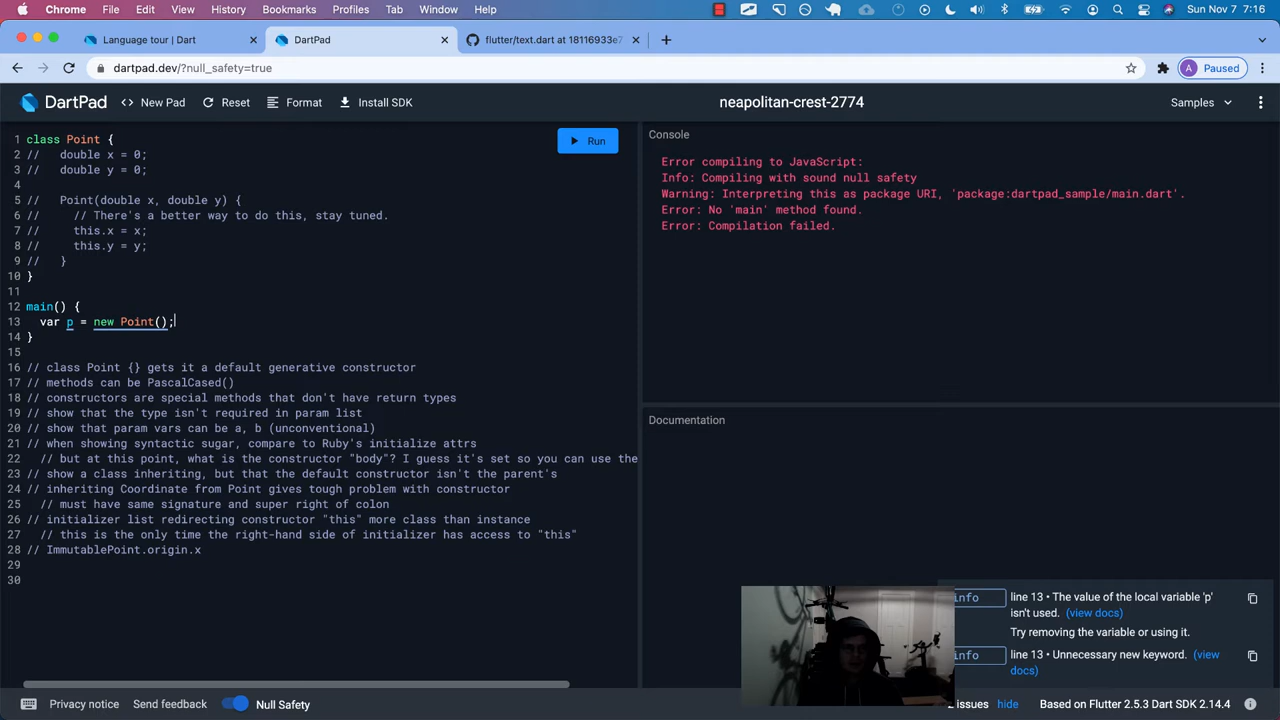 Chrome File Edit View History Bookmarks Profiles Tab Window Help Sun Nov 7 7:16
Language tour | Dart DartPad flutter/text.dart at 18116933e7
dartpad.dev/?null_safety=true A Paused
DartPad <> New Pad Reset Format Install SDK neapolitan-crest-2774 Samples
Run
1 class Point {
2 //   double x = 0;
3 //   double y = 0;
4
5 //   Point(double x, double y) {
6 //     // There's a better way to do this, stay tuned.
7 //     this.x = x;
8 //     this.y = y;
9 //   }
10 }
11
12 main() {
13   var p = new Point();
14 }
15
16 // class Point {} gets it a default generative constructor
17 // methods can be PascalCased()
18 // constructors are special methods that don't have return types
19 // show that the type isn't required in param list
20 // show that param vars can be a, b (unconventional)
21 // when showing syntactic sugar, compare to Ruby's initialize attrs
22   // but at this point, what is the constructor "body"? I guess it's set so you can use the
23 // show a class inheriting, but that the default constructor isn't the parent's
24 // inheriting Coordinate from Point gives tough problem with constructor
25   // must have same signature and super right of colon
26 // initializer list redirecting constructor "this" more class than instance
27   // this is the only time the right-hand side of initializer has access to "this"
28 // ImmutablePoint.origin.x
29
30
Console
Error compiling to JavaScript:
Info: Compiling with sound null safety
Warning: Interpreting this as package URI, 'package:dartpad_sample/main.dart'.
Error: No 'main' method found.
Error: Compilation failed.
Documentation
info line 13 • The value of the local variable 'p'
isn't used. (view docs)
Try removing the variable or using it.
info line 13 • Unnecessary new keyword. (view
docs)
Privacy notice Send feedback Null Safety issues hide Based on Flutter 2.5.3 Dart SDK 2.14.4